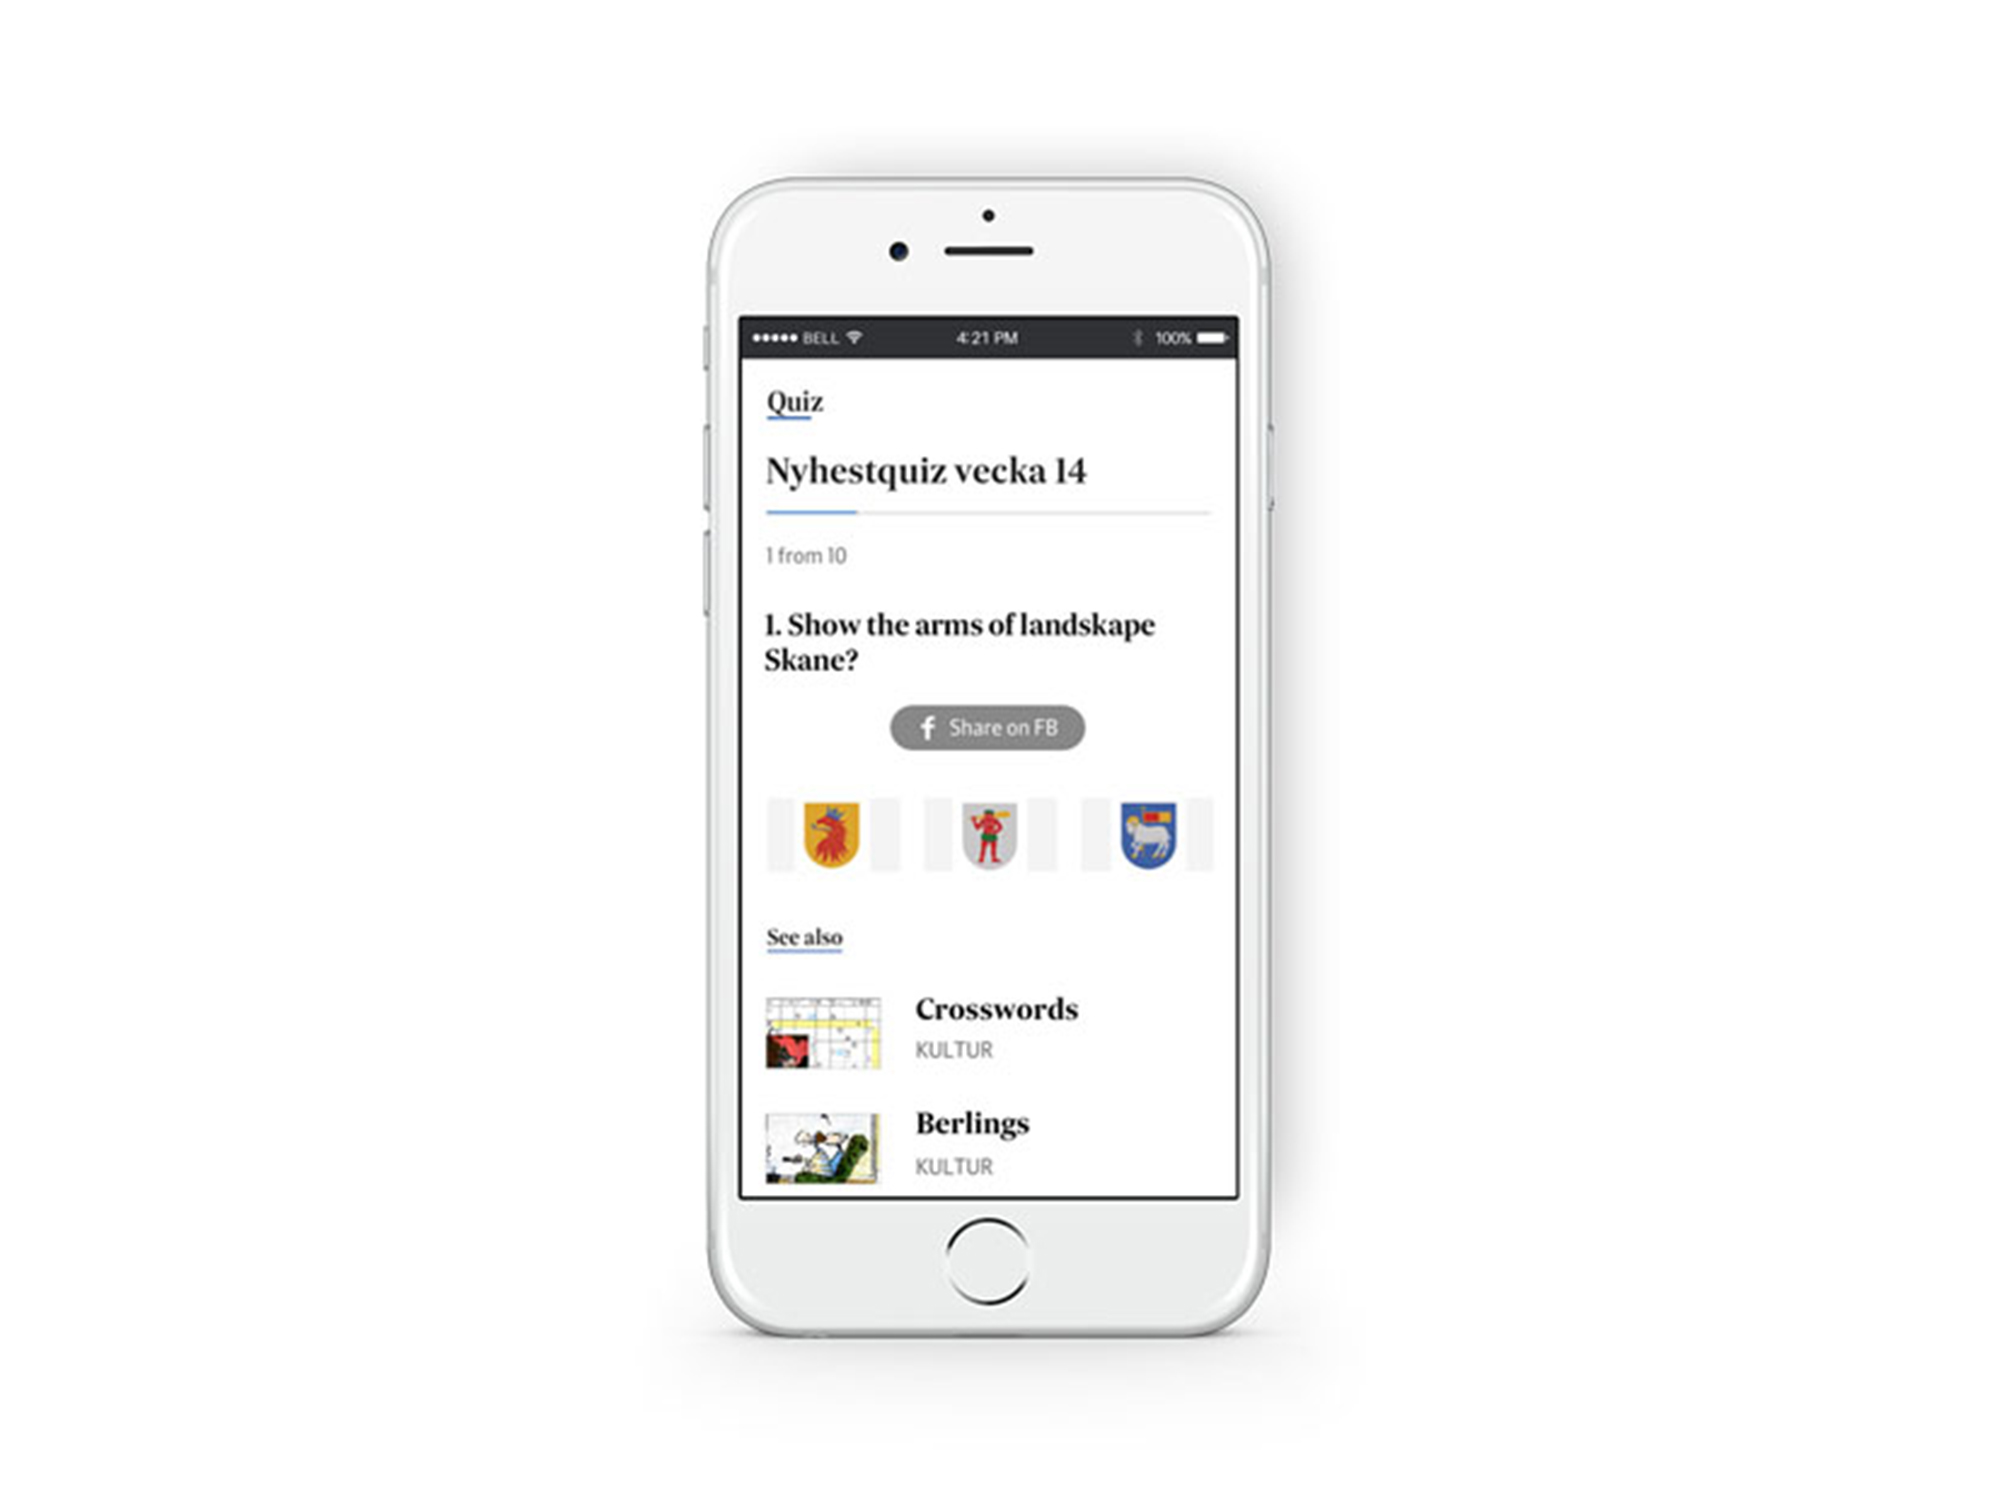 BELL 4:21 PM 100%
Quiz
Nyhestquiz vecka 14
1 from 10
1. Show the arms of landskape
Skane?
f Share on FB
See also
Crosswords
KULTUR
Berlings
KULTUR